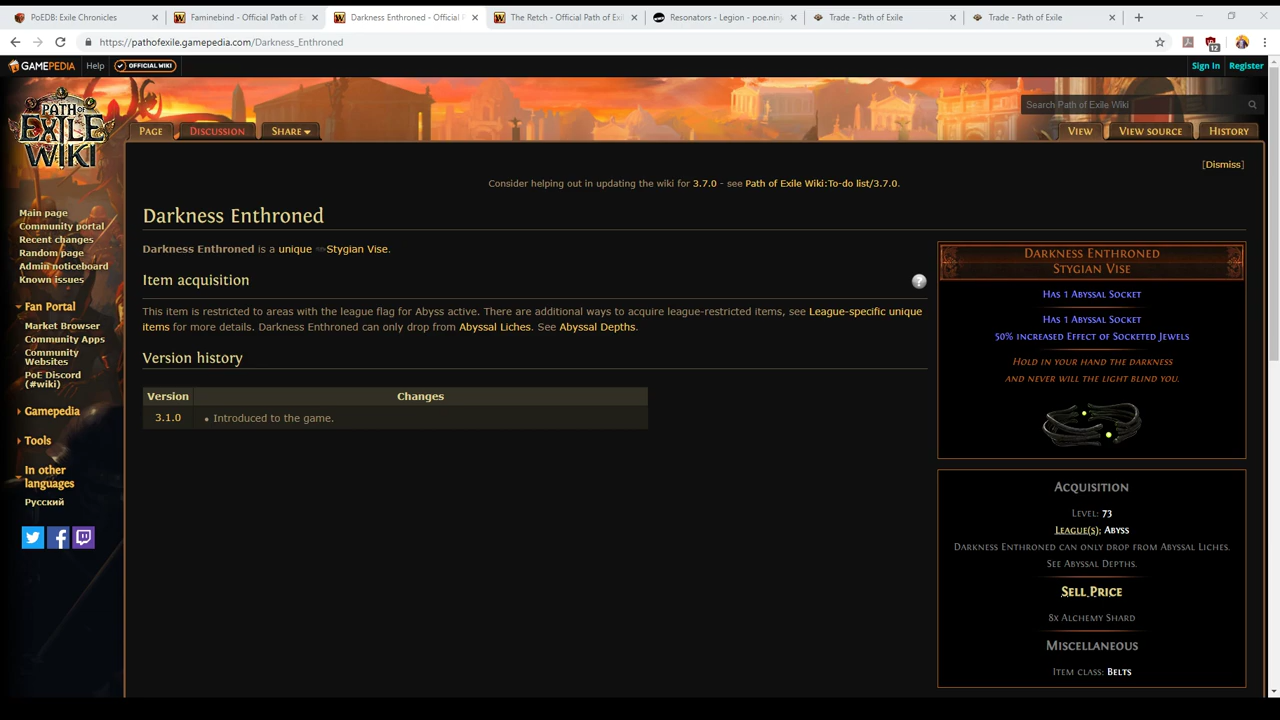 PoEDB: Exile Chronicles
Faminebind - Official Path of E
Darkness Enthroned - Official
The Retch - Official Path of Ex
Resonators - Legion - poe.ninj
Trade - Path of Exile
Trade - Path of Exile
https://pathofexile.gamepedia.com/Darkness_Enthroned
12
GAMEPEDIA
Help
OFFICIAL WIKI
Sign In
Register
PATH OF
EXILE
WIKI
Search Path of Exile Wiki
PAGE
DISCUSSION
SHARE
VIEW
VIEW SOURCE
HISTORY
[Dismiss]
Consider helping out in updating the wiki for 3.7.0 - see Path of Exile Wiki:To-do list/3.7.0.
Main page
Community portal
Recent changes
Random page
Admin noticeboard
Known issues
Fan Portal
Market Browser
Community Apps
Community
Websites
PoE Discord
(#wiki)
Gamepedia
Tools
In other
languages
Русский
Darkness Enthroned
Darkness Enthroned is a unique Stygian Vise.
Item acquisition
?
This item is restricted to areas with the league flag for Abyss active. There are additional ways to acquire league-restricted items, see League-specific unique
items for more details. Darkness Enthroned can only drop from Abyssal Liches. See Abyssal Depths.
Version history
Version
Changes
3.1.0
• Introduced to the game.
DARKNESS ENTHRONED
STYGIAN VISE
HAS 1 ABYSSAL SOCKET
HAS 1 ABYSSAL SOCKET
50% INCREASED EFFECT OF SOCKETED JEWELS
HOLD IN YOUR HAND THE DARKNESS
AND NEVER WILL THE LIGHT BLIND YOU.
ACQUISITION
LEVEL: 73
LEAGUE(S): ABYSS
DARKNESS ENTHRONED CAN ONLY DROP FROM ABYSSAL LICHES.
SEE ABYSSAL DEPTHS.
SELL PRICE
8X ALCHEMY SHARD
MISCELLANEOUS
ITEM CLASS: BELTS